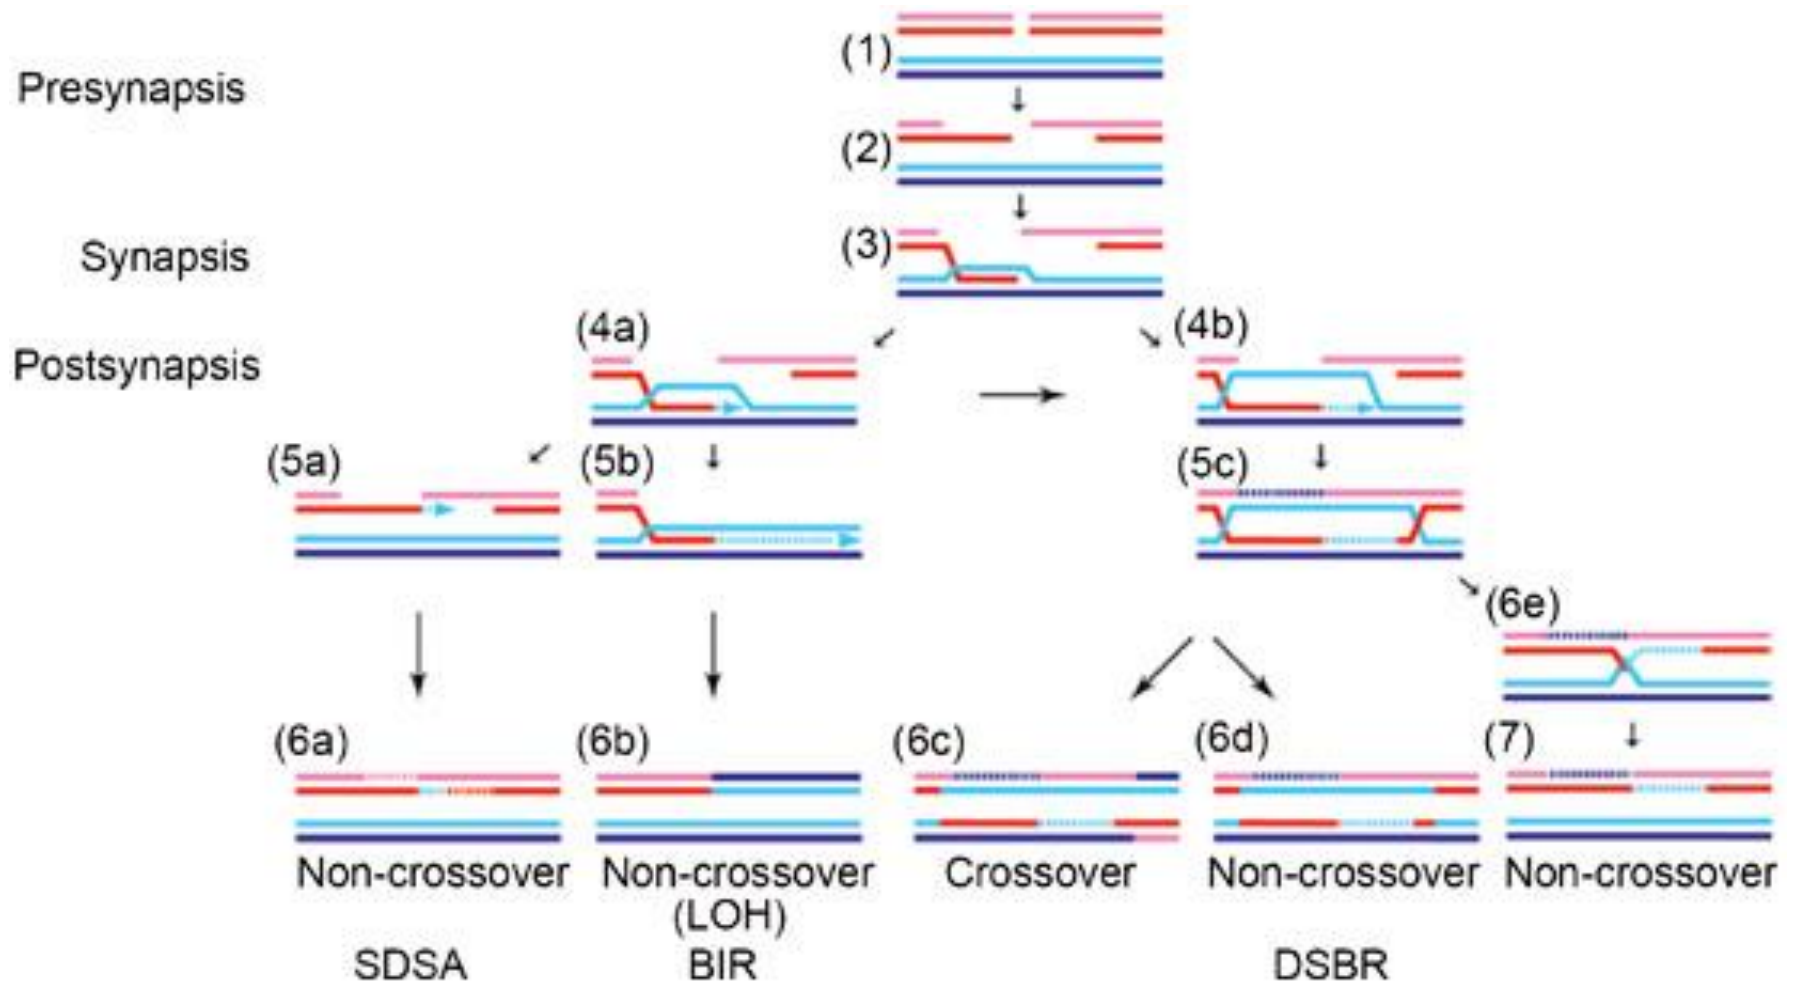 (1)
Presynapsis
(2)
Synapsis
(3)
(4a)
(4b)
Postsynapsis
(5a)
(5b)
(5c)
(6e)
(6a)
(6b)
(6c)
(6d)
(7)
Non-crossover
Non-crossover
Crossover
Non-crossover
Non-crossover
(LOH)
SDSA
BIR
DSBR